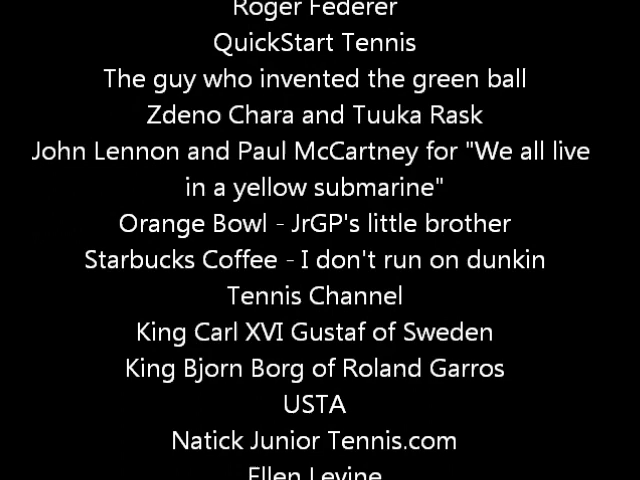 Roger Federer
QuickStart Tennis
The guy who invented the green ball
Zdeno Chara and Tuuka Rask
John Lennon and Paul McCartney for "We all live
in a yellow submarine"
Orange Bowl - JrGP's little brother
Starbucks Coffee - I don't run on dunkin
Tennis Channel
King Carl XVI Gustaf of Sweden
King Bjorn Borg of Roland Garros
USTA
Natick Junior Tennis.com
Ellen Levine